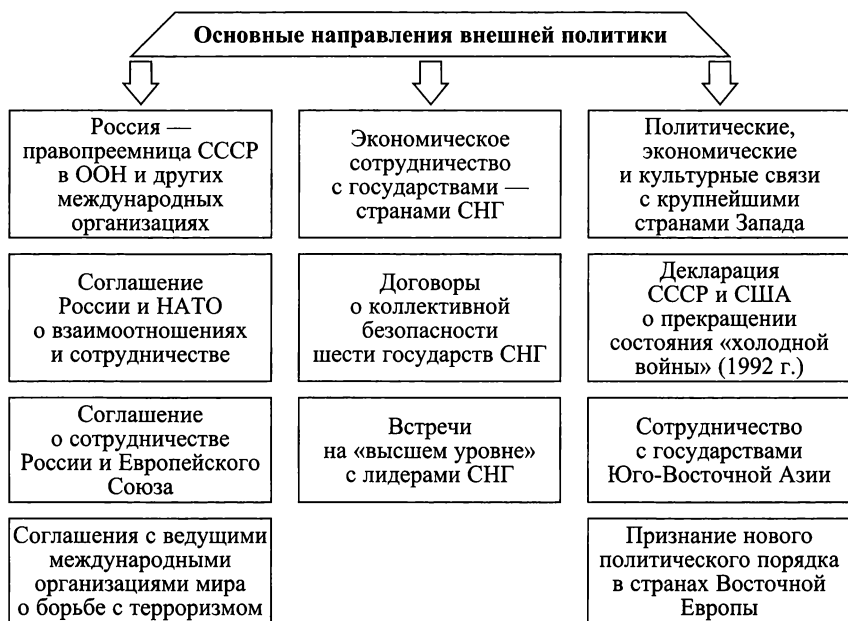 Основные направления внешней политики
Россия —
правопреемница СССР
в ООН и других
международных
организациях
Соглашение
России и НАТО
о взаимоотношениях
и сотрудничестве
Соглашение
о сотрудничестве
России и Европейского
Союза
Соглашения с ведущими
международными
организациями мира
о борьбе с терроризмом
Экономическое
сотрудничество
с государствами —
странами СНГ
Договоры
о коллективной
безопасности
шести государств СНГ
Встречи
на «высшем уровне»
с лидерами СНГ
Политические,
экономические
и культурные связи
с крупнейшими
странами Запада
Декларация
СССР и США
о прекращении
состояния «холодной
войны» (1992 г.)
Сотрудничество
с государствами
Юго-Восточной Азии
Признание нового
политического порядка
в странах Восточной
Европы